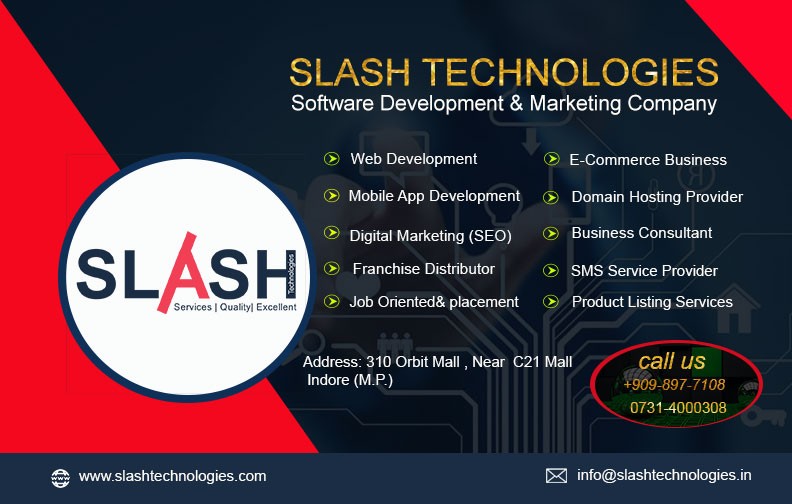 SLASH TECHNOLOGIES
Software Development & Marketing Company
Web Development
Mobile App Development
Digital Marketing (SEO)
Franchise Distributor
Job Oriented& placement
E-Commerce Business
Domain Hosting Provider
Business Consultant
SMS Service Provider
Product Listing Services
SLASH
Technologies
Services | Quality| Excellent
Address: 310 Orbit Mall , Near C21 Mall
Indore (M.P.)
call us
+909-897-7108
0731-4000308
www.slashtechnologies.com
info@slashtechnologies.in